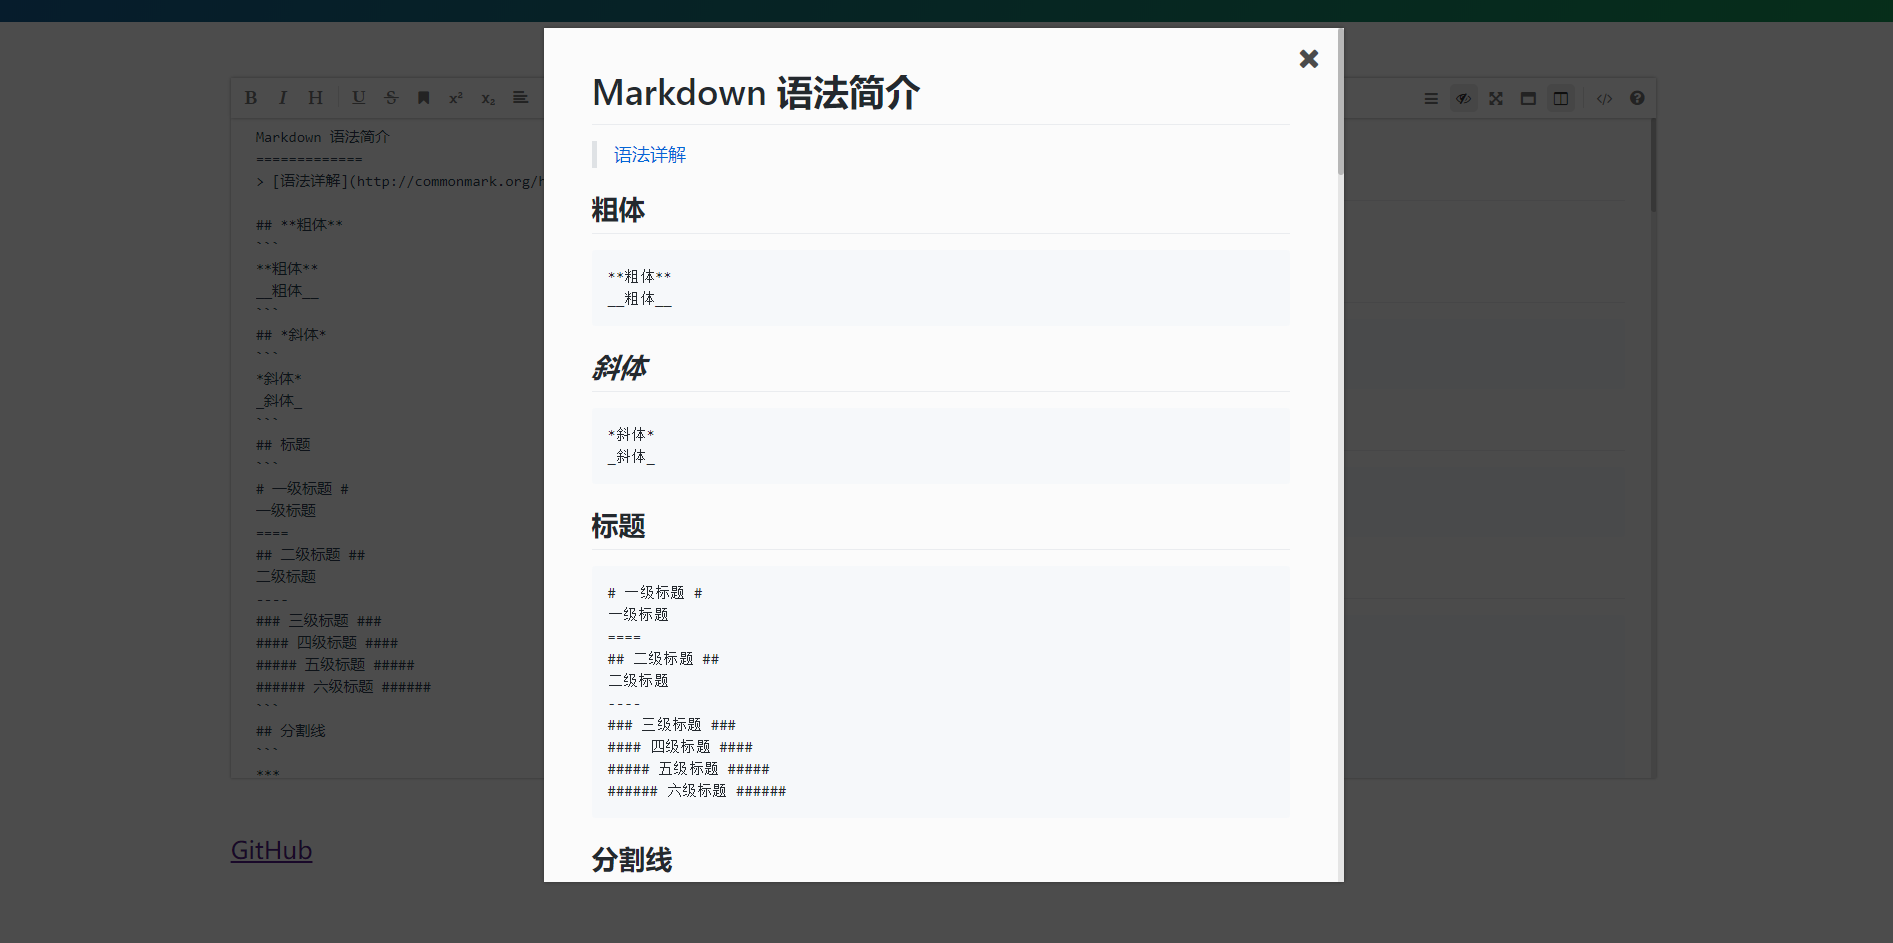 B I H U S x² x₂
Markdown 语法简介
=============
> [语法详解](http://commonmark.org/h
## **粗体**
```
**粗体**
__粗体__
```
## *斜体*
```
*斜体*
_斜体_
```
## 标题
```
# 一级标题 #
一级标题
====
## 二级标题 ##
二级标题
----
### 三级标题 ###
#### 四级标题 ####
##### 五级标题 #####
###### 六级标题 ######
```
## 分割线
```
***
GitHub
Markdown 语法简介
语法详解
粗体
**粗体**
__粗体__
斜体
*斜体*
_斜体_
标题
# 一级标题 #
一级标题
====
## 二级标题 ##
二级标题
----
### 三级标题 ###
#### 四级标题 ####
##### 五级标题 #####
###### 六级标题 ######
分割线